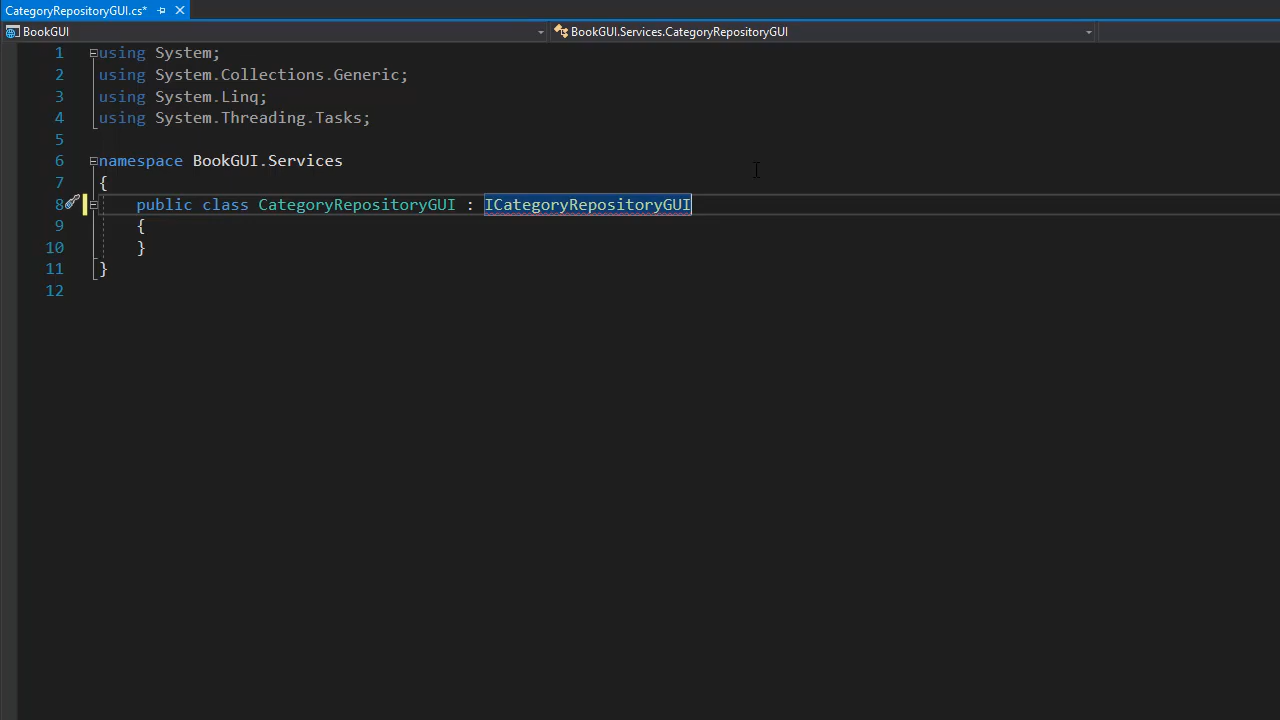 CategoryRepositoryGUI.cs*
BookGUI
BookGUI.Services.CategoryRepositoryGUI
1 using System;
2 using System.Collections.Generic;
3 using System.Linq;
4 using System.Threading.Tasks;
5
6 namespace BookGUI.Services
7 {
8 public class CategoryRepositoryGUI : ICategoryRepositoryGUI
9 {
10 }
11 }
12